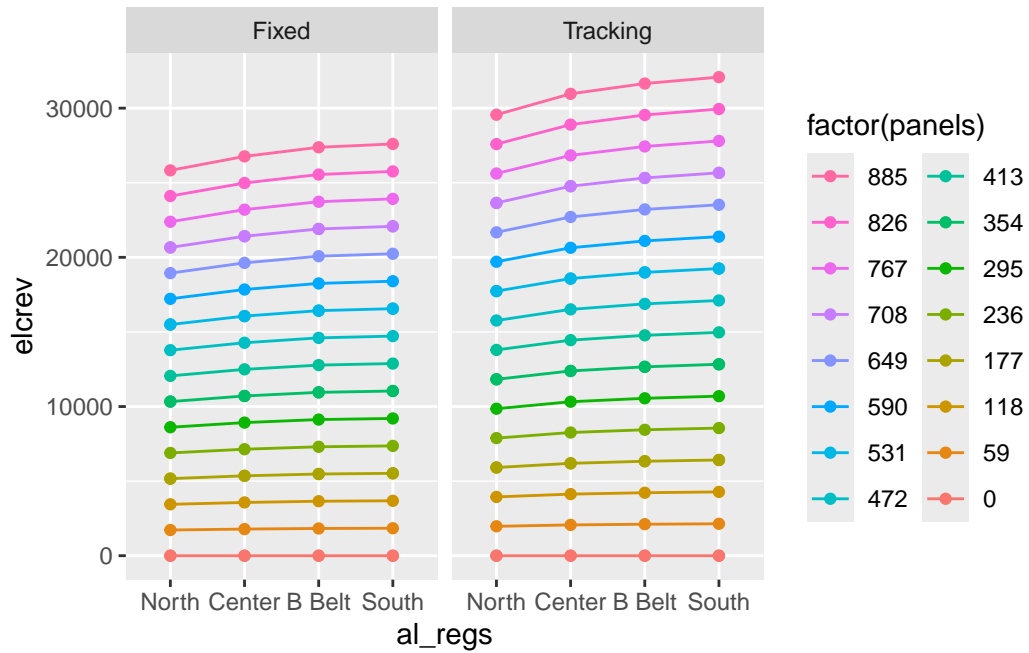 Fixed
Tracking
30000
20000
10000
0
elcrev
North Center B Belt South
North Center B Belt South
al_regs
factor(panels)
885 413
826 354
767 295
708 236
649 177
590 118
531 59
472 0